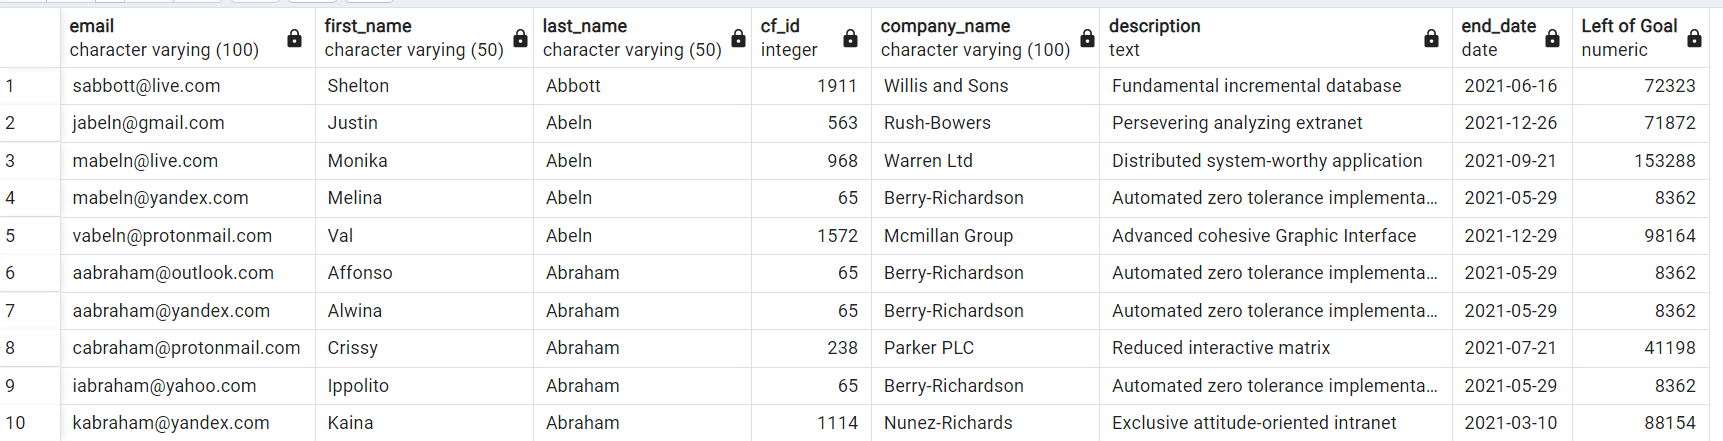 email first_name last_name cf_id company_name description end_date Left of Goal
character varying (100) character varying (50) character varying (50) integer character varying (100) text date numeric
1 sabbott@live.com Shelton Abbott 1911 Willis and Sons Fundamental incremental database 2021-06-16 72323
2 jabeln@gmail.com Justin Abeln 563 Rush-Bowers Persevering analyzing extranet 2021-12-26 71872
3 mabeln@live.com Monika Abeln 968 Warren Ltd Distributed system-worthy application 2021-09-21 153288
4 mabeln@yandex.com Melina Abeln 65 Berry-Richardson Automated zero tolerance implementa... 2021-05-29 8362
5 vabeln@protonmail.com Val Abeln 1572 Mcmillan Group Advanced cohesive Graphic Interface 2021-12-29 98164
6 aabraham@outlook.com Affonso Abraham 65 Berry-Richardson Automated zero tolerance implementa... 2021-05-29 8362
7 aabraham@yandex.com Alwina Abraham 65 Berry-Richardson Automated zero tolerance implementa... 2021-05-29 8362
8 cabraham@protonmail.com Crissy Abraham 238 Parker PLC Reduced interactive matrix 2021-07-21 41198
9 iabraham@yahoo.com Ippolito Abraham 65 Berry-Richardson Automated zero tolerance implementa... 2021-05-29 8362
10 kabraham@yandex.com Kaina Abraham 1114 Nunez-Richards Exclusive attitude-oriented intranet 2021-03-10 88154